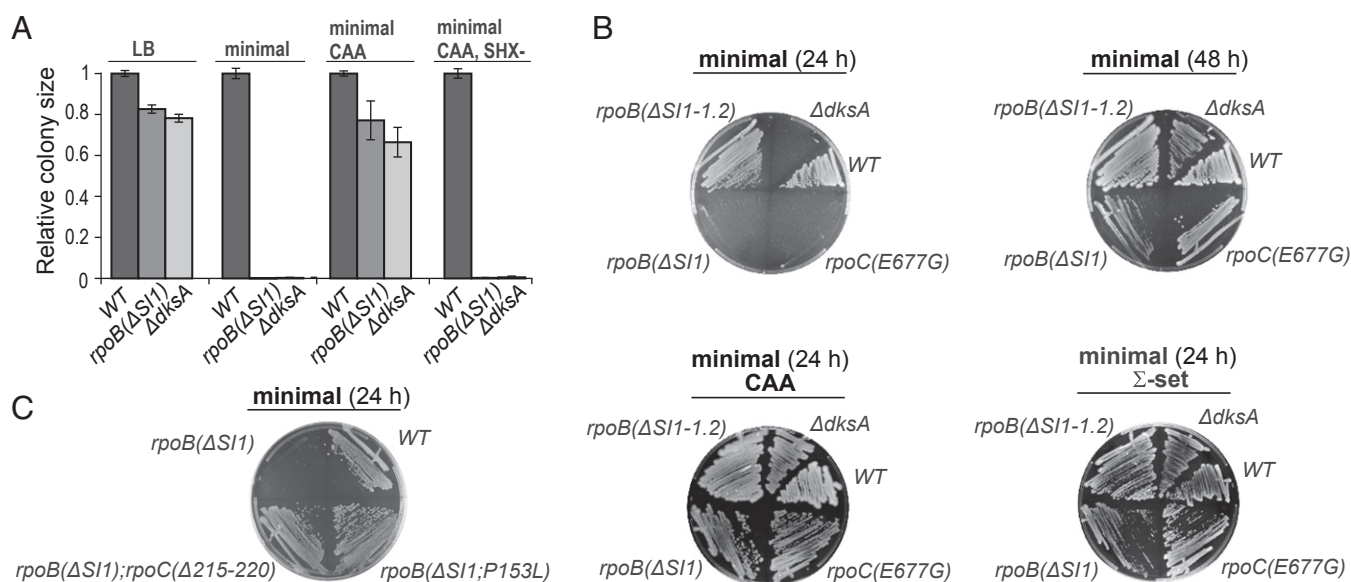 A
LB
minimal
minimal
CAA
minimal
CAA, SHX-
Relative colony size
1
0.8
0.6
0.4
0.2
0
WT
rpoB(ΔSI1)
ΔdksA
WT
rpoB(ΔSI1)
ΔdksA
WT
rpoB(ΔSI1)
ΔdksA
WT
rpoB(ΔSI1)
ΔdksA
B
minimal (24 h)
rpoB(ΔSI1-1.2)
ΔdksA
WT
rpoB(ΔSI1)
rpoC(E677G)
minimal (48 h)
rpoB(ΔSI1-1.2)
ΔdksA
WT
rpoB(ΔSI1)
rpoC(E677G)
minimal (24 h)
CAA
rpoB(ΔSI1-1.2)
ΔdksA
WT
rpoB(ΔSI1)
rpoC(E677G)
minimal (24 h)
Σ-set
rpoB(ΔSI1-1.2)
ΔdksA
WT
rpoB(ΔSI1)
rpoC(E677G)
C
minimal (24 h)
rpoB(ΔSI1)
WT
rpoB(ΔSI1);rpoC(Δ215-220)
rpoB(ΔSI1;P153L)